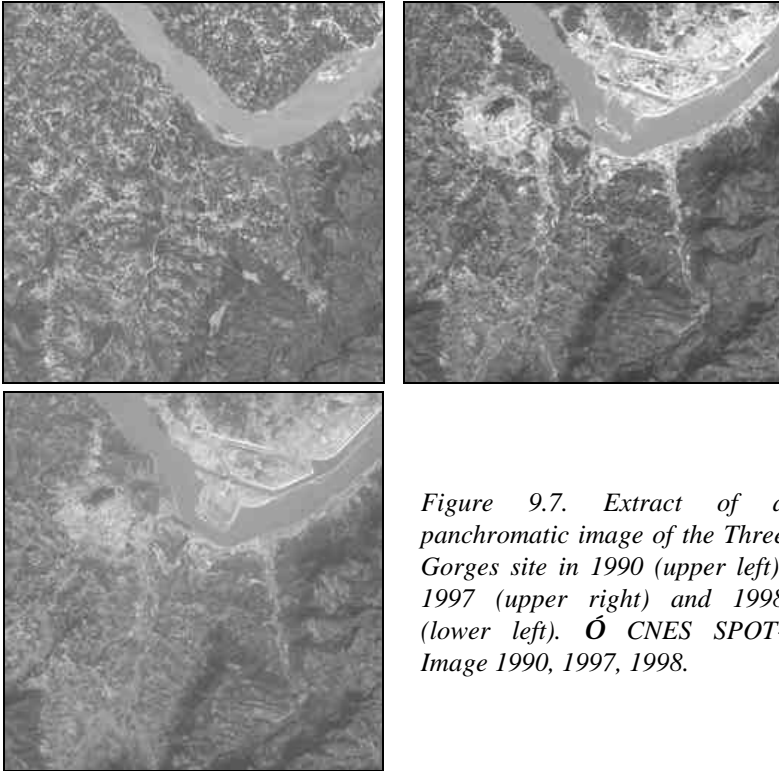 Figure 9.7. Extract of a
panchromatic image of the Three
Gorges site in 1990 (upper left)
1997 (upper right) and 1998
(lower left). Ó CNES SPOT-
Image 1990, 1997, 1998.